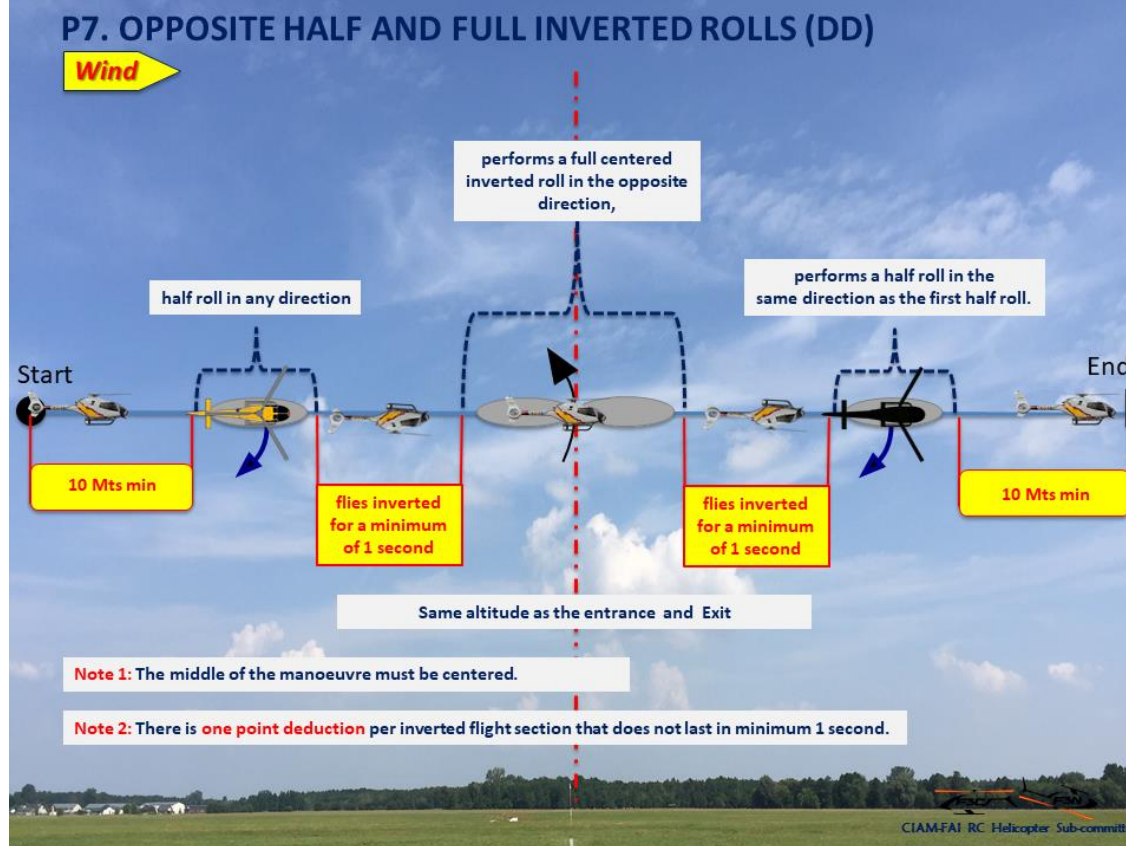 P7. OPPOSITE HALF AND FULL INVERTED ROLLS (DD)
Wind
performs a full centered
inverted roll in the opposite
direction,
half roll in any direction
performs a half roll in the
same direction as the first half roll.
Start
End
10 Mts min
flies inverted
for a minimum
of 1 second
flies inverted
for a minimum
of 1 second
10 Mts min
Same altitude as the entrance and Exit
Note 1: The middle of the manoeuvre must be centered.
Note 2: There is one point deduction per inverted flight section that does not last in minimum 1 second.
F3C F3N
CIAM-FAI RC Helicopter Sub-committ